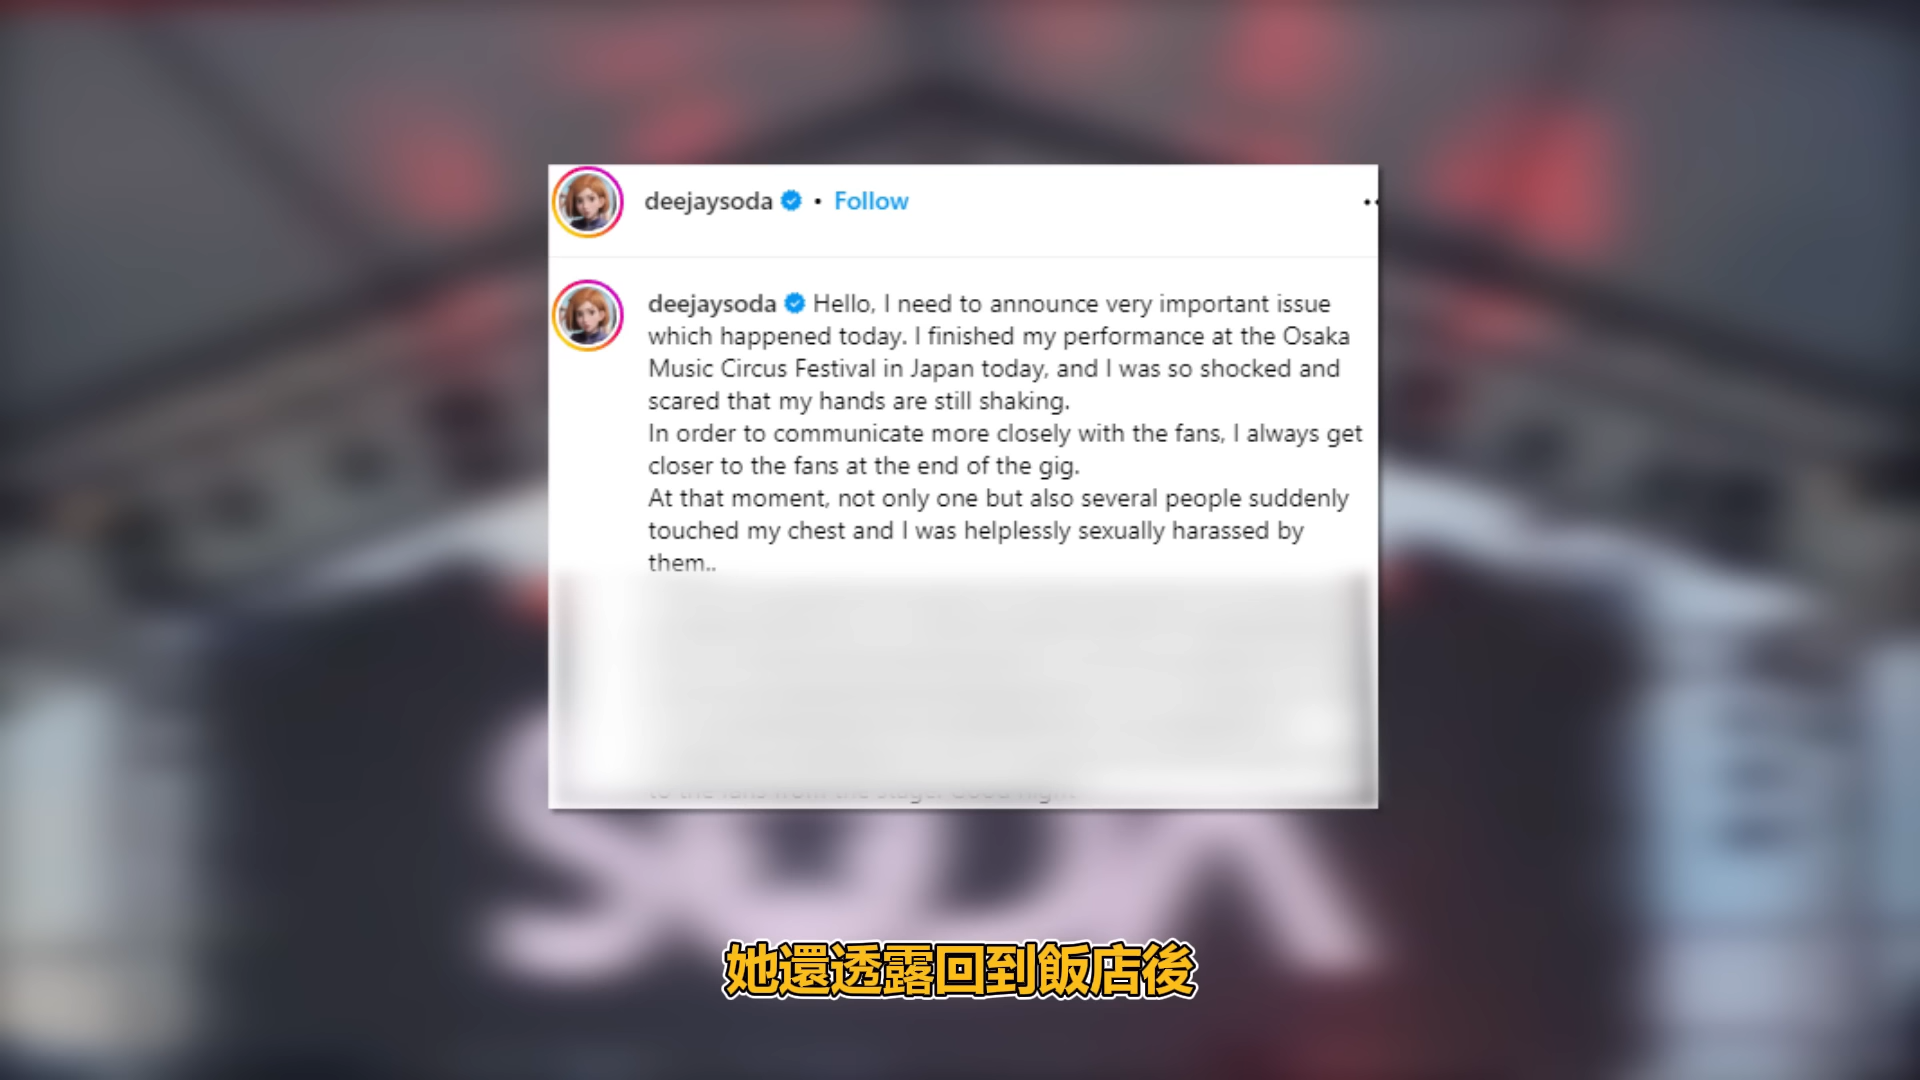 deejaysoda • Follow
deejaysoda Hello, I need to announce very important issue
which happened today. I finished my performance at the Osaka
Music Circus Festival in Japan today, and I was so shocked and
scared that my hands are still shaking.
In order to communicate more closely with the fans, I always get
closer to the fans at the end of the gig.
At that moment, not only one but also several people suddenly
touched my chest and I was helplessly sexually harassed by
them..
SODA
她還透露回到飯店後